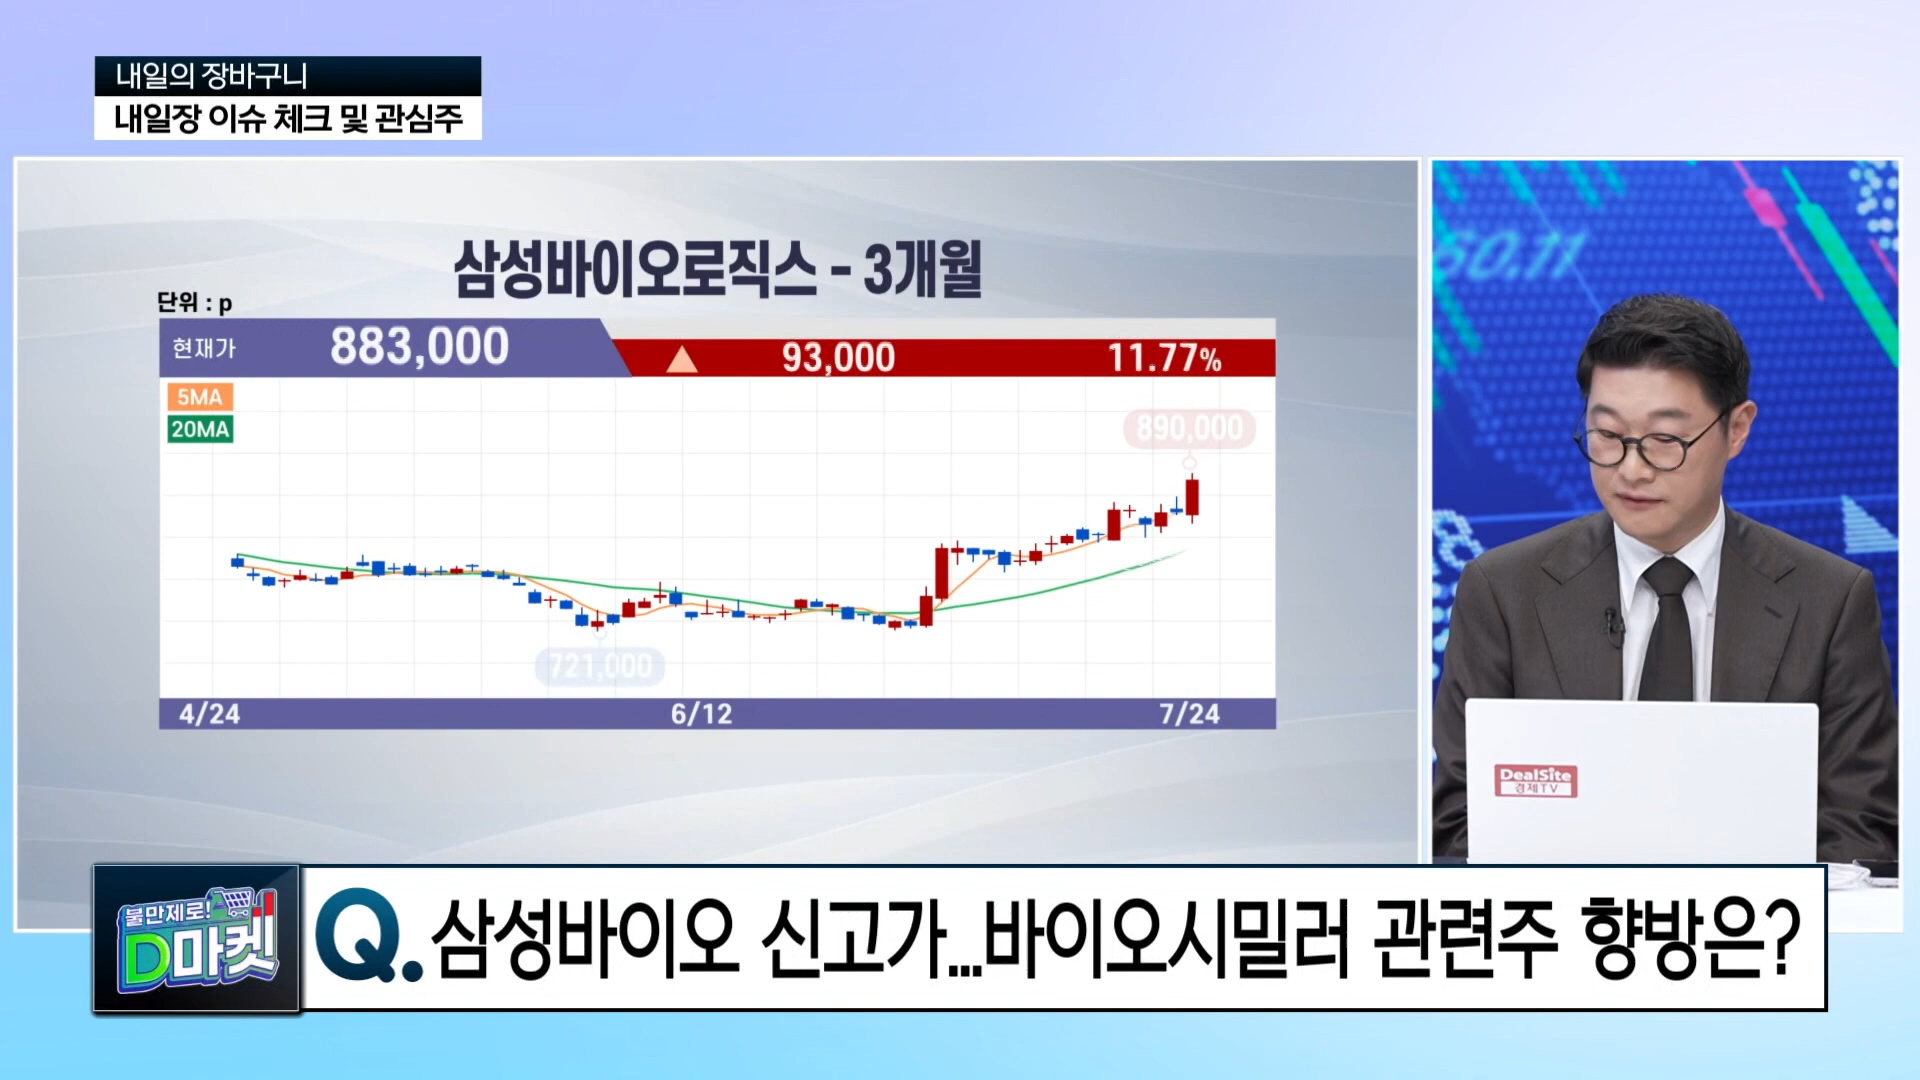 내일의 장바구니
내일장 이슈 체크 및 관심주
삼성바이오로직스 - 3개월
단위 : p
현재가 883,000 ▲ 93,000 11.77%
5MA
20MA
890,000
721,000
4/24 6/12 7/24
60.11
8
DealSite
경제TV
불만제로!
D마켓
Q. 삼성바이오 신고가...바이오시밀러 관련주 향방은?